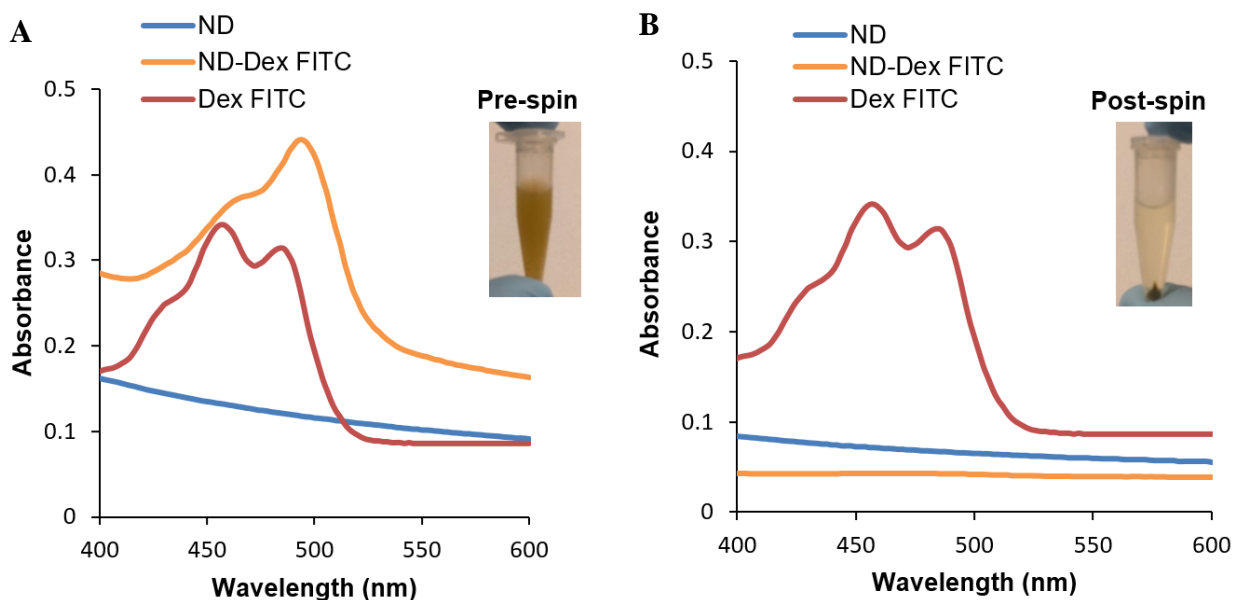 A
ND
ND-Dex FITC
Dex FITC
Pre-spin
0.5
0.4
0.3
0.2
0.1
0
Absorbance
400
450
500
550
600
Wavelength (nm)
B
ND
ND-Dex FITC
Dex FITC
Post-spin
0.5
0.4
0.3
0.2
0.1
0
Absorbance
400
450
500
550
600
Wavelength (nm)